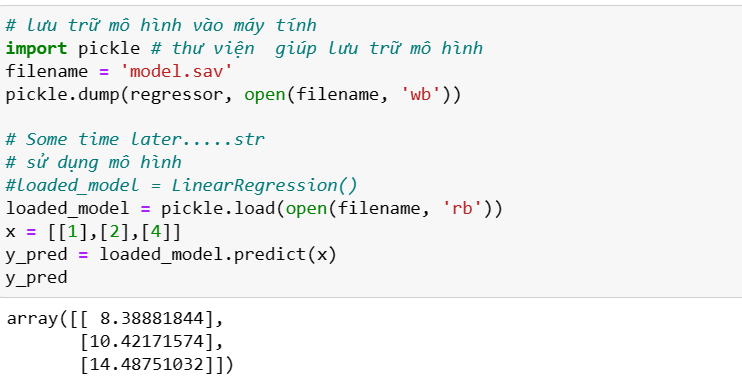 # lưu trữ mô hình vào máy tính
import pickle # thư viện  giúp lưu trữ mô hình
filename = 'model.sav'
pickle.dump(regressor, open(filename, 'wb'))

# Some time later.....str
# sử dụng mô hình
#loaded_model = LinearRegression()
loaded_model = pickle.load(open(filename, 'rb'))
x = [[1],[2],[4]]
y_pred = loaded_model.predict(x)
y_pred

array([[ 8.38881844],
       [10.42171574],
       [14.48751032]])